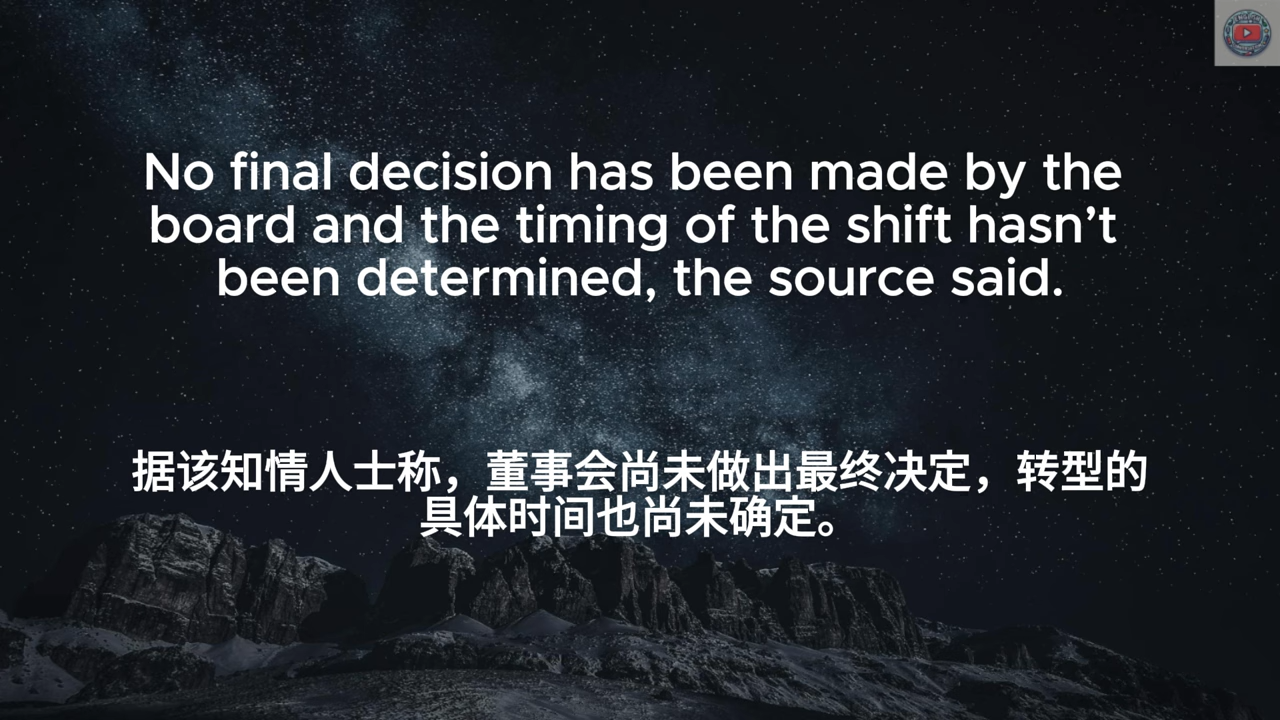 No final decision has been made by the
board and the timing of the shift hasn’t
been determined, the source said.
据该知情人士称，董事会尚未做出最终决定，转型的
具体时间也尚未确定。